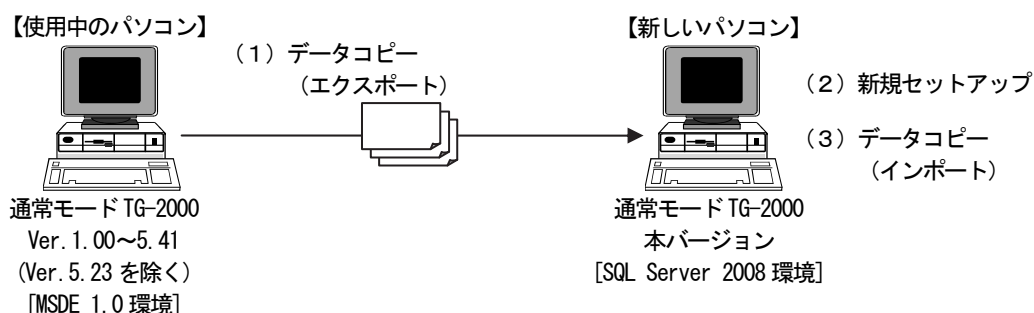 【使用中のパソコン】
(1)データコピー
(エクスポート)
通常モード TG-2000
Ver.1.00~5.41
(Ver.5.23 を除く)
[MSDE 1.0 環境]
【新しいパソコン】
(2)新規セットアップ
(3)データコピー
(インポート)
通常モード TG-2000
本バージョン
[SQL Server 2008 環境]